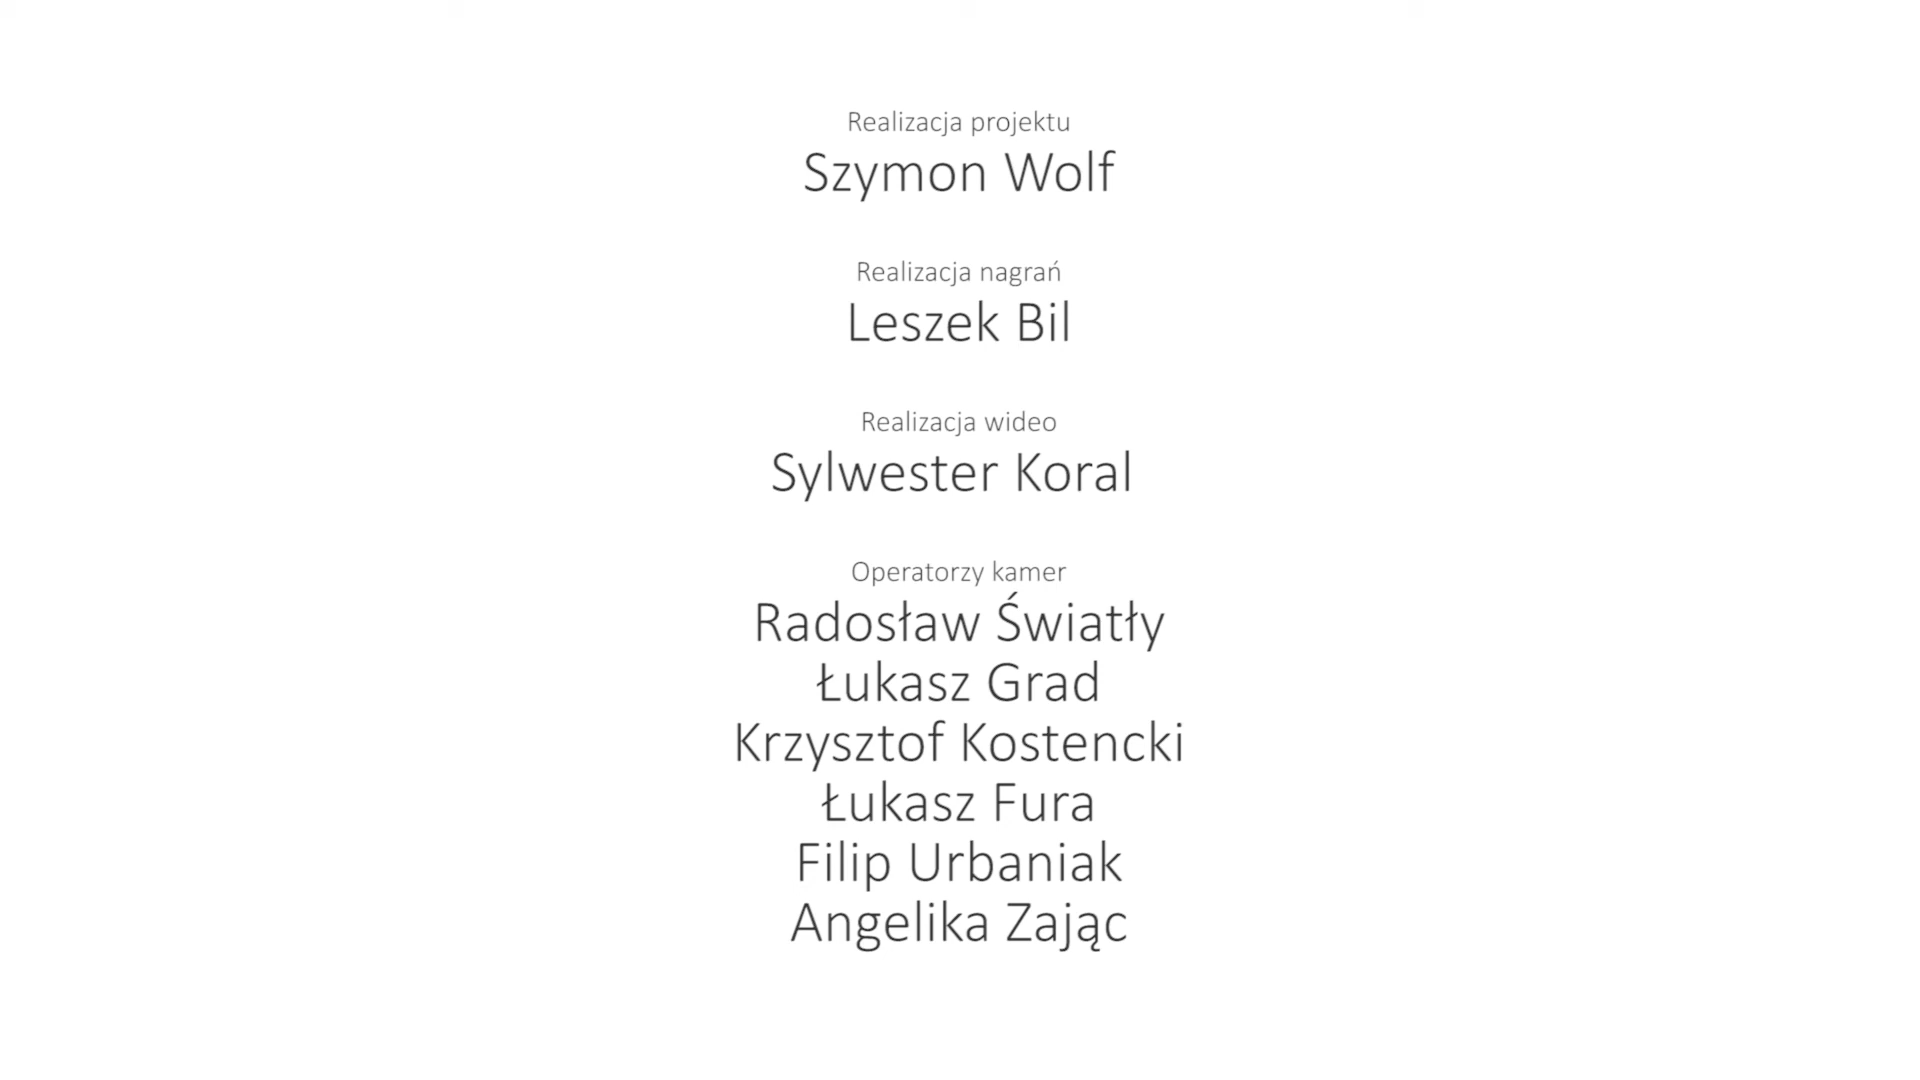 Realizacja projektu
Szymon Wolf
Realizacja nagrań
Leszek Bil
Realizacja wideo
Sylwester Koral
Operatorzy kamer
Radosław Światły
Łukasz Grad
Krzysztof Kostencki
Łukasz Fura
Filip Urbaniak
Angelika Zając